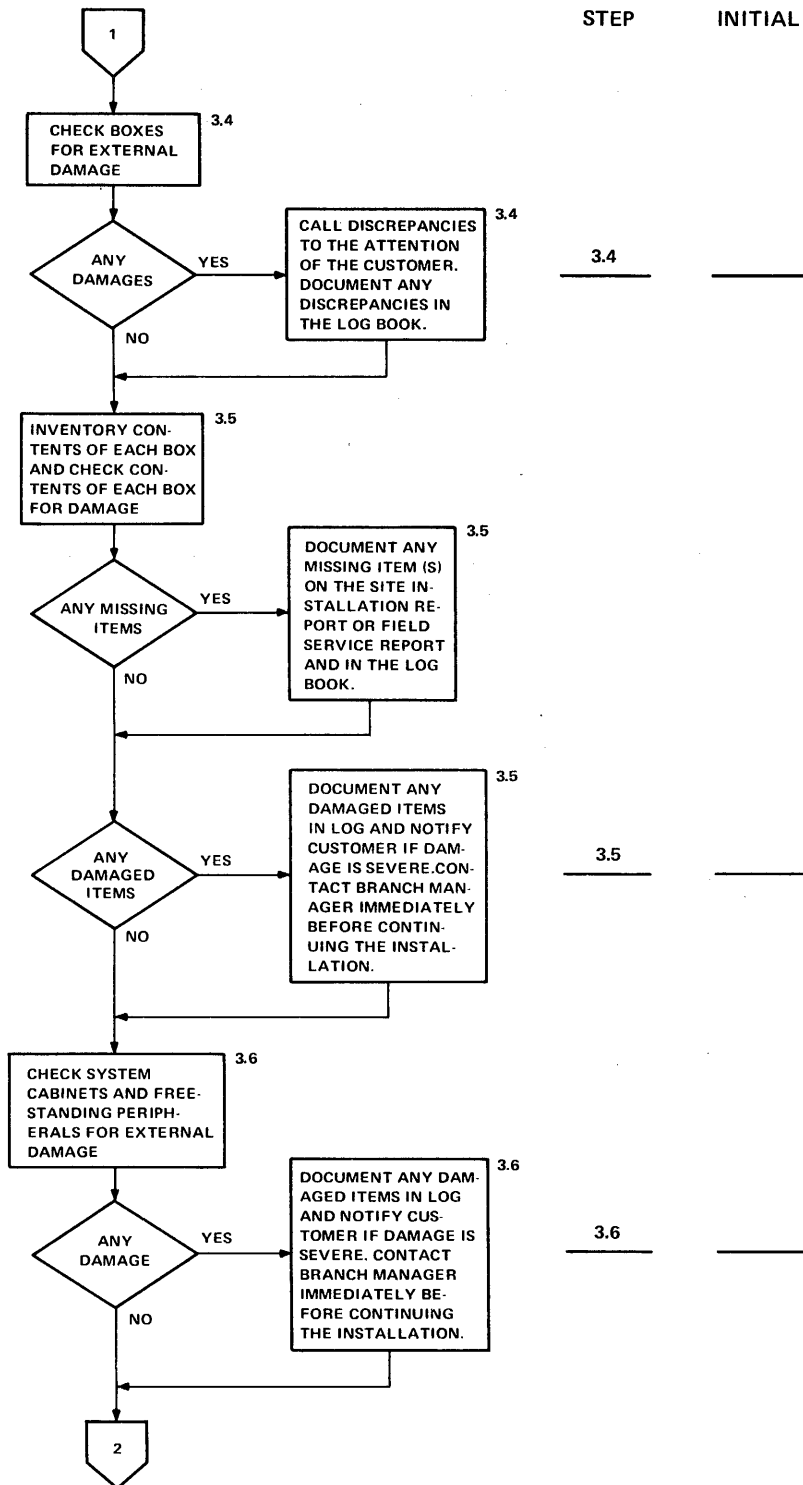 STEP INITIAL
1
3.4
CHECK BOXES
FOR EXTERNAL
DAMAGE
3.4
ANY
DAMAGES
YES
CALL DISCREPANCIES
TO THE ATTENTION
OF THE CUSTOMER.
DOCUMENT ANY
DISCREPANCIES IN
THE LOG BOOK.
3.4
NO
3.5
INVENTORY CON-
TENTS OF EACH BOX
AND CHECK CON-
TENTS OF EACH BOX
FOR DAMAGE
3.5
ANY MISSING
ITEMS
YES
DOCUMENT ANY
MISSING ITEM (S)
ON THE SITE IN-
STALLATION RE-
PORT OR FIELD
SERVICE REPORT
AND IN THE LOG
BOOK.
NO
3.5
ANY
DAMAGED
ITEMS
YES
DOCUMENT ANY
DAMAGED ITEMS
IN LOG AND NOTIFY
CUSTOMER IF DAM-
AGE IS SEVERE.CON-
TACT BRANCH MAN-
AGER IMMEDIATELY
BEFORE CONTIN-
UING THE INSTAL-
LATION.
3.5
NO
3.6
CHECK SYSTEM
CABINETS AND FREE-
STANDING PERIPH-
ERALS FOR EXTERNAL
DAMAGE
3.6
ANY
DAMAGE
YES
DOCUMENT ANY DAM-
AGED ITEMS IN LOG
AND NOTIFY CUS-
TOMER IF DAMAGE IS
SEVERE. CONTACT
BRANCH MANAGER
IMMEDIATELY BE-
FORE CONTINUING
THE INSTALLATION.
3.6
NO
2